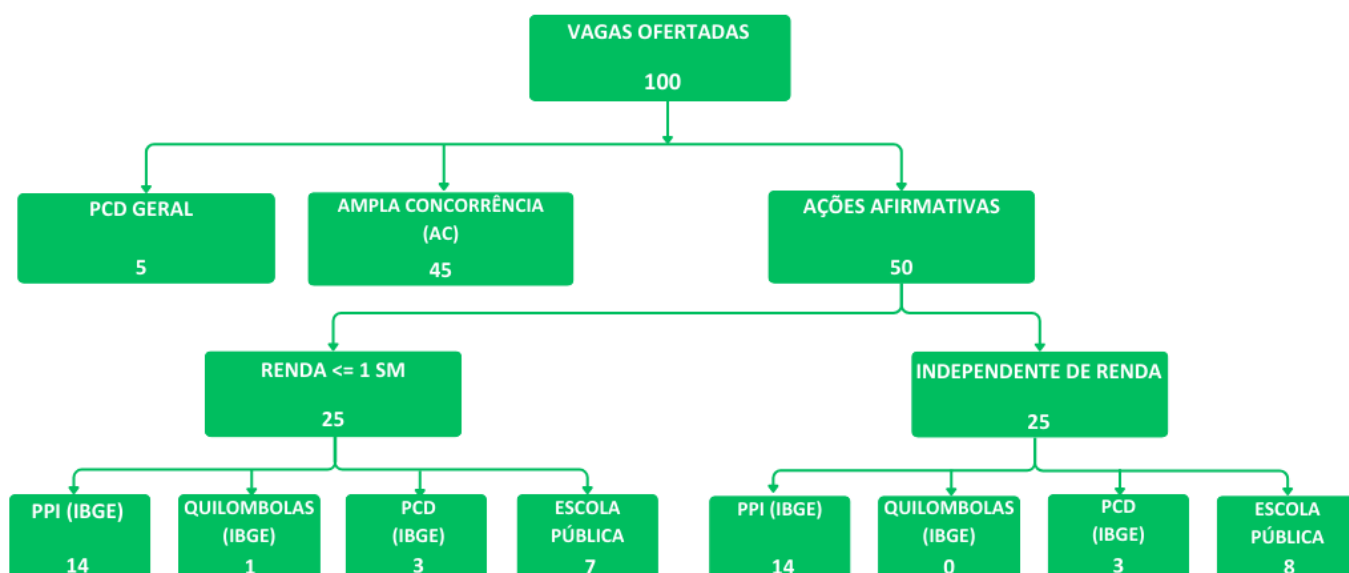 VAGAS OFERTADAS
100
PCD GERAL
5
AMPLA CONCORRÊNCIA
(AC)
45
AÇÕES AFIRMATIVAS
50
RENDA <= 1 SM
25
INDEPENDENTE DE RENDA
25
PPI (IBGE)
14
QUILOMBOLAS
(IBGE)
1
PCD
(IBGE)
3
ESCOLA
PÚBLICA
7
PPI (IBGE)
14
QUILOMBOLAS
(IBGE)
0
PCD
(IBGE)
3
ESCOLA
PÚBLICA
8